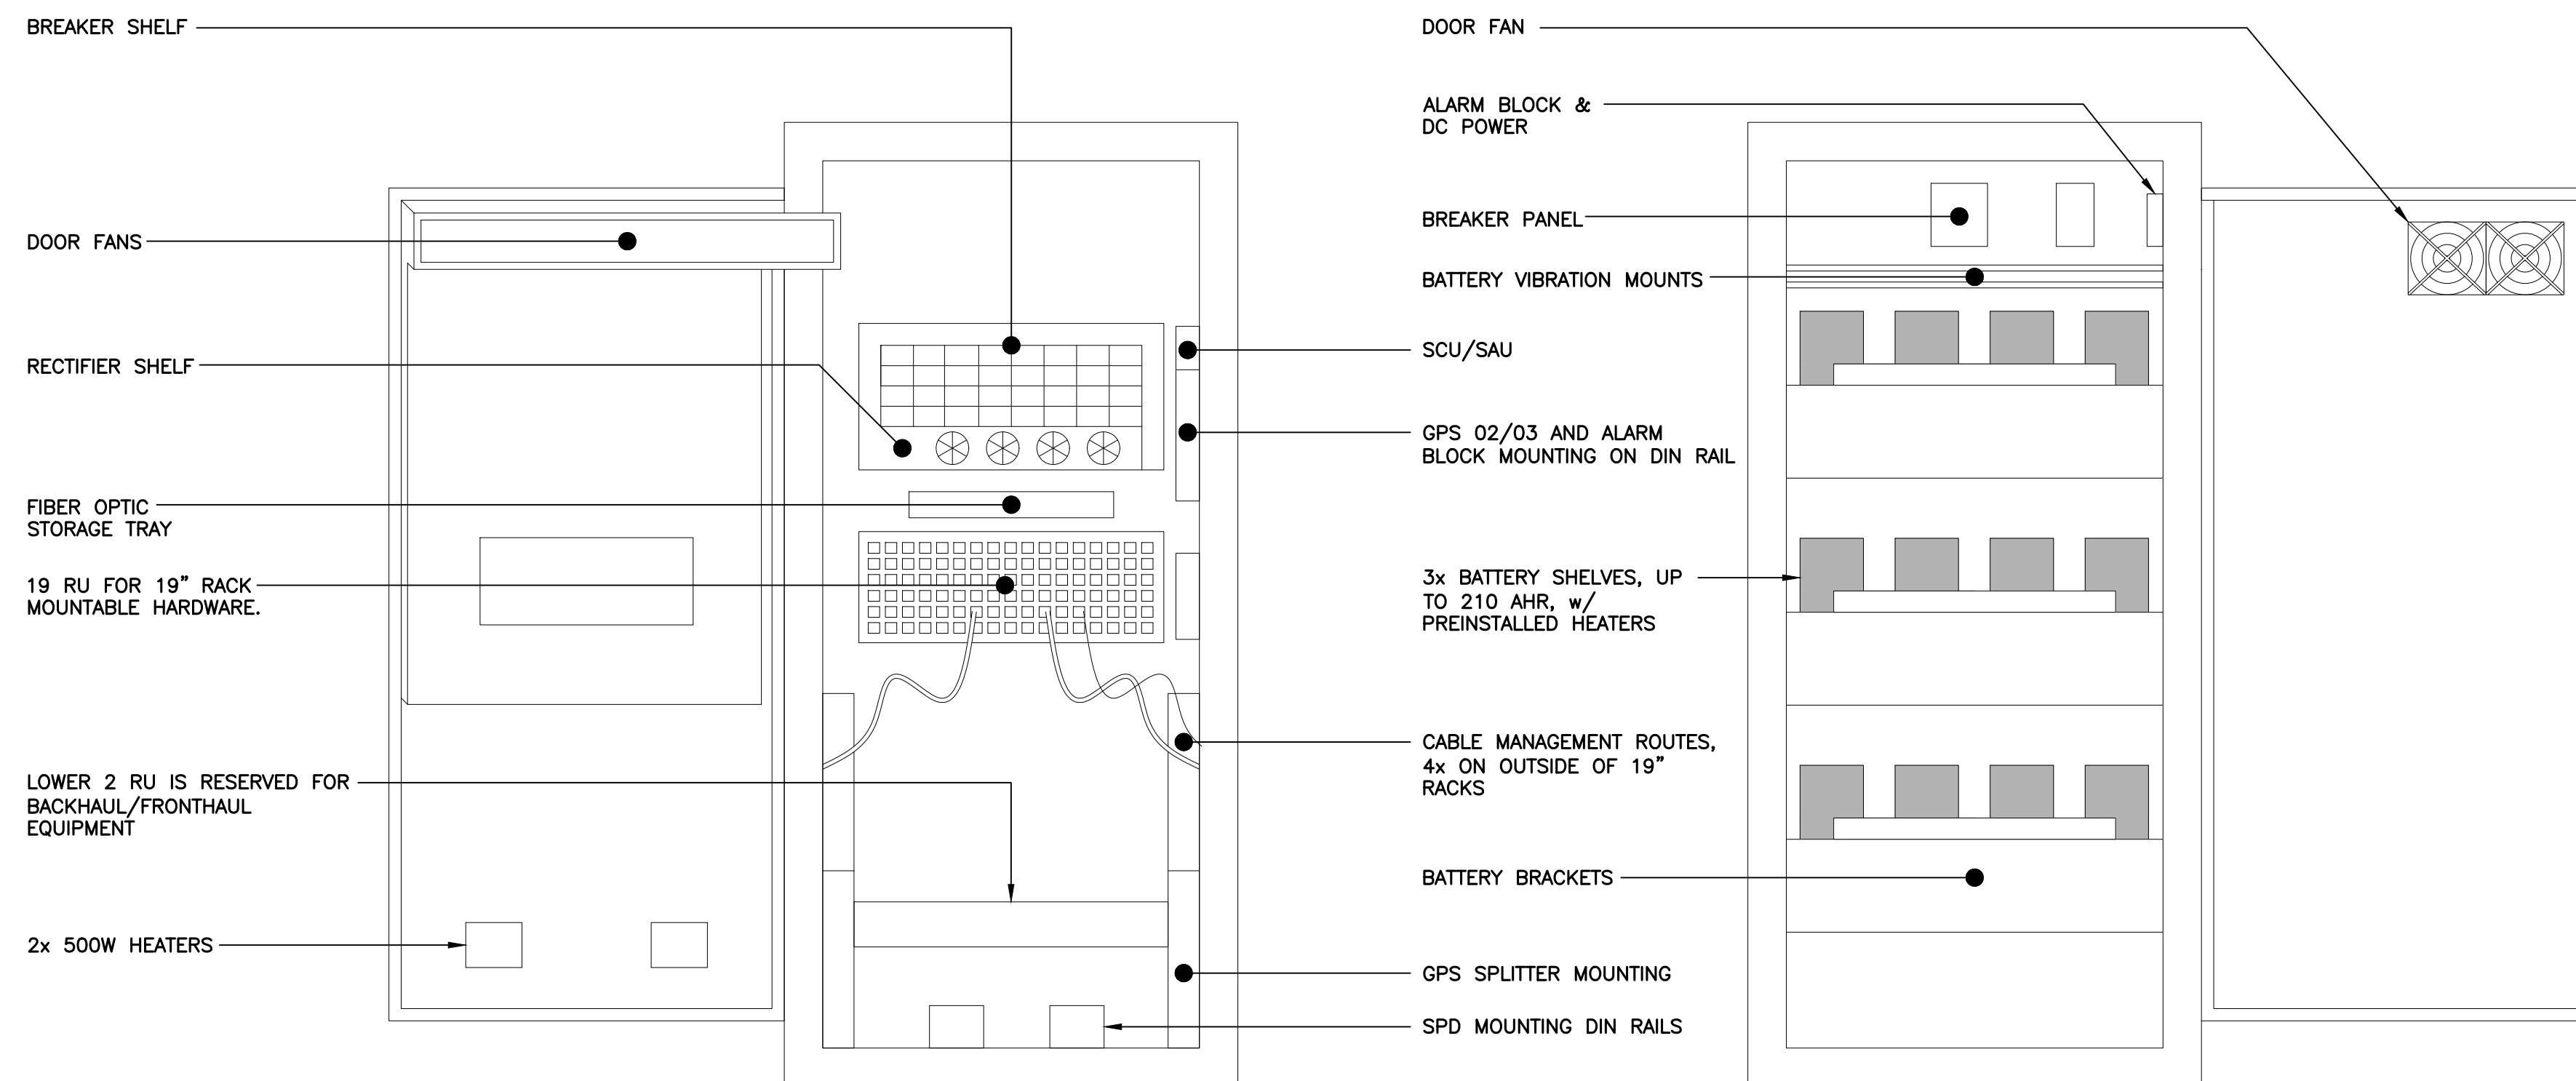 BREAKER SHELF
DOOR FANS
RECTIFIER SHELF
FIBER OPTIC
STORAGE TRAY
19 RU FOR 19” RACK
MOUNTABLE HARDWARE.
LOWER 2 RU IS RESERVED FOR
BACKHAUL/FRONTHAUL
EQUIPMENT
2x 500W HEATERS
DOOR FAN
ALARM BLOCK &
DC POWER
BREAKER PANEL
BATTERY VIBRATION MOUNTS
SCU/SAU
GPS 02/03 AND ALARM
BLOCK MOUNTING ON DIN RAIL
3x BATTERY SHELVES, UP
TO 210 AHR, w/
PREINSTALLED HEATERS
CABLE MANAGEMENT ROUTES,
4x ON OUTSIDE OF 19”
RACKS
BATTERY BRACKETS
GPS SPLITTER MOUNTING
SPD MOUNTING DIN RAILS